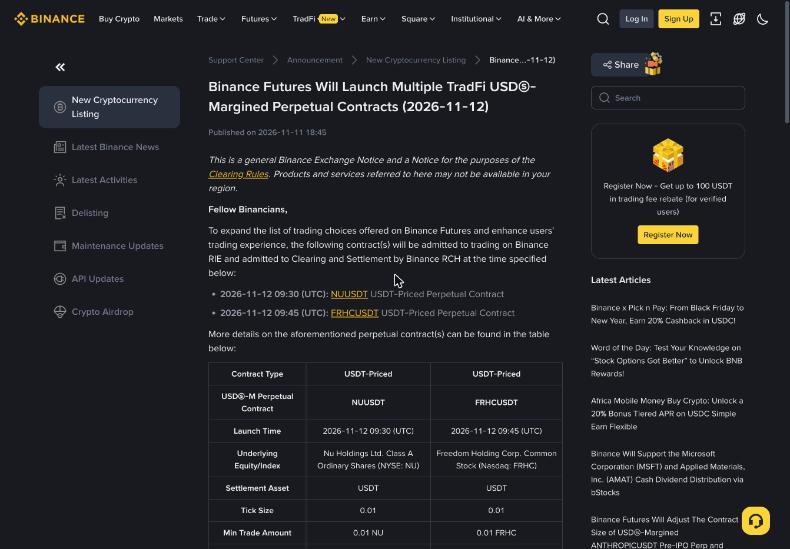 BINANCE
Buy Crypto
Markets
Trade
Futures
TradFi New
Earn
Square
Institutional
AI & More
Log In
Sign Up
Support Center
Announcement
New Cryptocurrency Listing
Binance...-11-12)
New Cryptocurrency
Listing
Latest Binance News
Latest Activities
Delisting
Maintenance Updates
API Updates
Crypto Airdrop
Binance Futures Will Launch Multiple TradFi USDⓈ-
Margined Perpetual Contracts (2026-11-12)
Published on 2026-11-11 18:45
This is a general Binance Exchange Notice and a Notice for the purposes of the
Clearing Rules. Products and services referred to here may not be available in your
region.
Fellow Binancians,
To expand the list of trading choices offered on Binance Futures and enhance users'
trading experience, the following contract(s) will be admitted to trading on Binance
RIE and admitted to Clearing and Settlement by Binance RCH at the time specified
below:
• 2026-11-12 09:30 (UTC): NUUSDT USDT-Priced Perpetual Contract
• 2026-11-12 09:45 (UTC): FRHCUSDT USDT-Priced Perpetual Contract
More details on the aforementioned perpetual contract(s) can be found in the table
below:
Contract Type
USDT-Priced
USDT-Priced
USDⓈ-M Perpetual
Contract
NUUSDT
FRHCUSDT
Launch Time
2026-11-12 09:30 (UTC)
2026-11-12 09:45 (UTC)
Underlying
Equity/Index
Nu Holdings Ltd. Class A
Ordinary Shares (NYSE: NU)
Freedom Holding Corp. Common
Stock (Nasdaq: FRHC)
Settlement Asset
USDT
USDT
Tick Size
0.01
0.01
Min Trade Amount
0.01 NU
0.01 FRHC
Share
Search
Register Now - Get up to 100 USDT
in trading fee rebate (for verified
users)
Register Now
Latest Articles
Binance x Pick n Pay: From Black Friday to
New Year, Earn 20% Cashback in USDC!
Word of the Day: Test Your Knowledge on
"Stock Options Got Better" to Unlock BNB
Rewards!
Africa Mobile Money Buy Crypto: Unlock a
20% Bonus Tiered APR on USDC Simple
Earn Flexible
Binance Will Support the Microsoft
Corporation (MSFT) and Applied Materials,
Inc. (AMAT) Cash Dividend Distribution via
bStocks
Binance Futures Will Adjust The Contract
Size of USDⓈ-Margined
ANTHROPICUSDT Pre-IPO Perp and